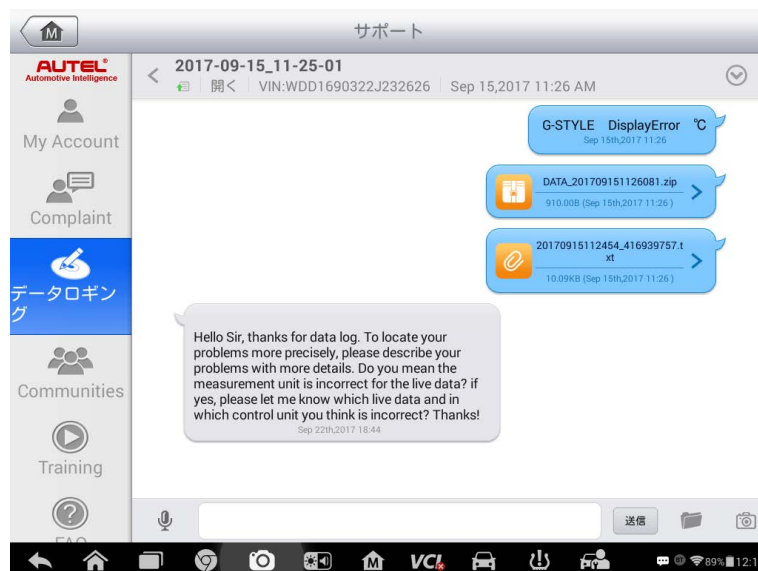 サポート
AUTEL®
Automotive Intelligence
My Account
Complaint
データロギン
グ
Communities
Training
2017-09-15_11-25-01
開く VIN:WDD1690322J232626 Sep 15,2017 11:26 AM
G-STYLE DisplayError ℃
Sep 15th,2017 11:26
DATA_201709151126081.zip
910.00B (Sep 15th,2017 11:26 )
20170915112454_416939757.t
xt
10.09KB (Sep 15th,2017 11:26 )
Hello Sir, thanks for data log. To locate your
problems more precisely, please describe your
problems with more details. Do you mean the
measurement unit is incorrect for the live data? if
yes, please let me know which live data and in
which control unit you think is incorrect? Thanks!
Sep 22th,2017 18:44
送信
VCI
89%